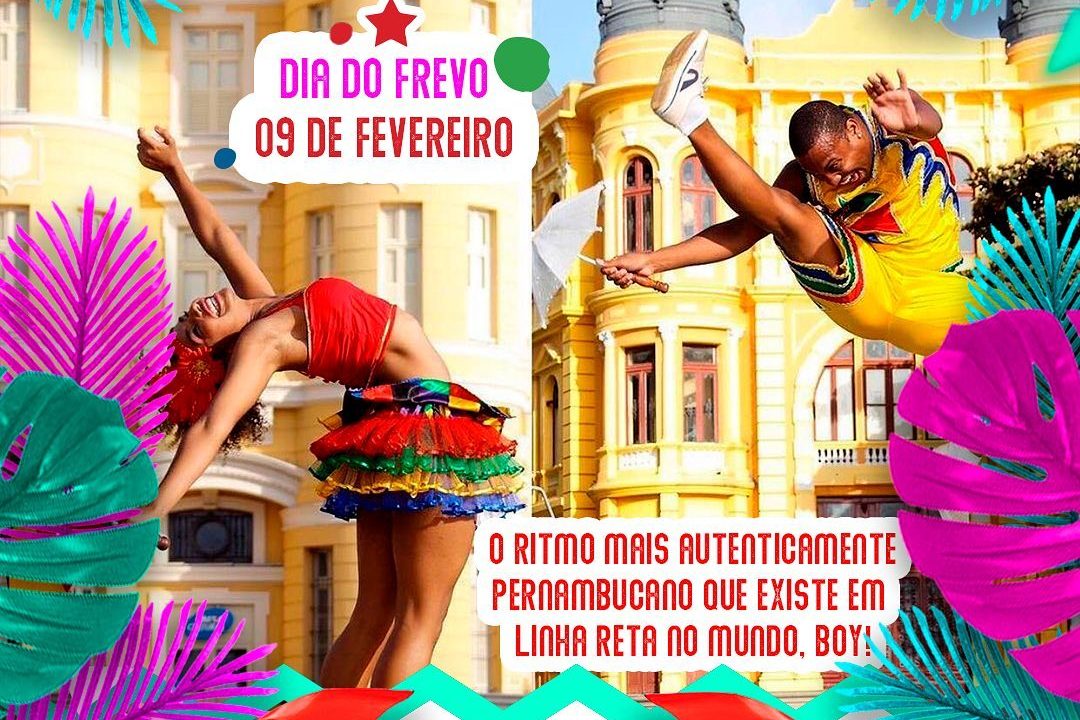 DIA DO FREVO
09 DE FEVEREIRO
O RITMO MAIS AUTENTICAMENTE
PERNAMBUCANO QUE EXISTE EM
LINHA RETA NO MUNDO, BOY!